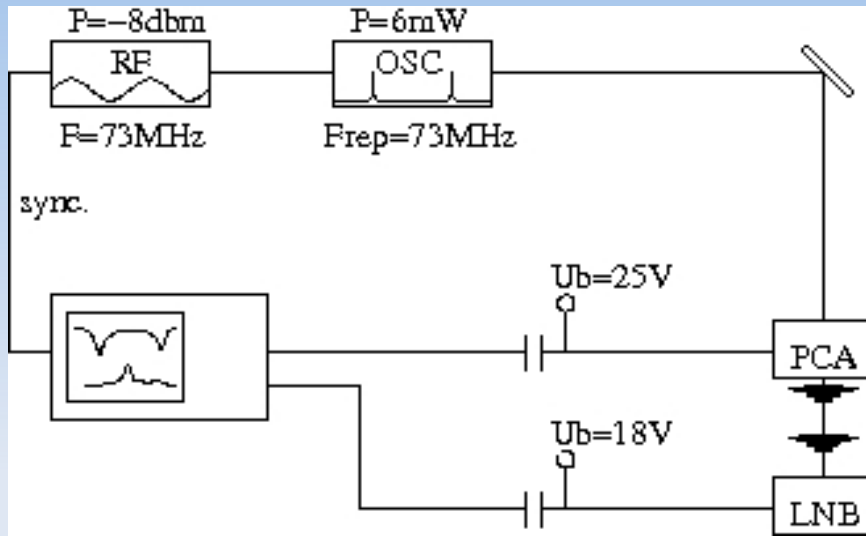 P=-8dbm
P=6mW
RF
OSC
F=73MHz
Frep=73MHz
sync.
Ub=25V
PCA
Ub=18V
LNB